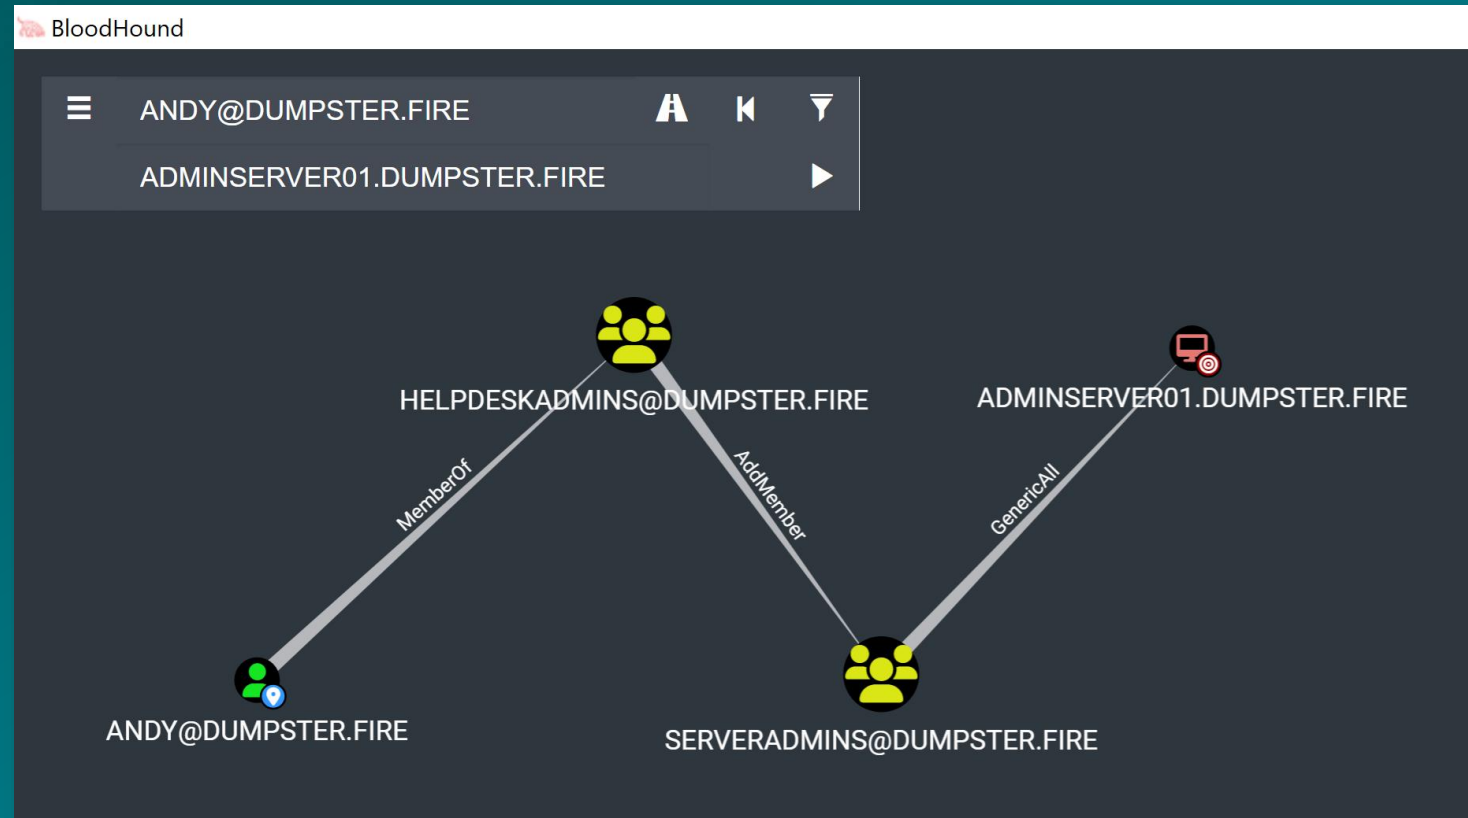 BloodHound
ANDY@DUMPSTER.FIRE
ADMINSERVER01.DUMPSTER.FIRE
HELPDESKADMINS@DUMPSTER.FIRE
ADMINSERVER01.DUMPSTER.FIRE
MemberOf
AddMember
GenericAll
ANDY@DUMPSTER.FIRE
SERVERADMINS@DUMPSTER.FIRE